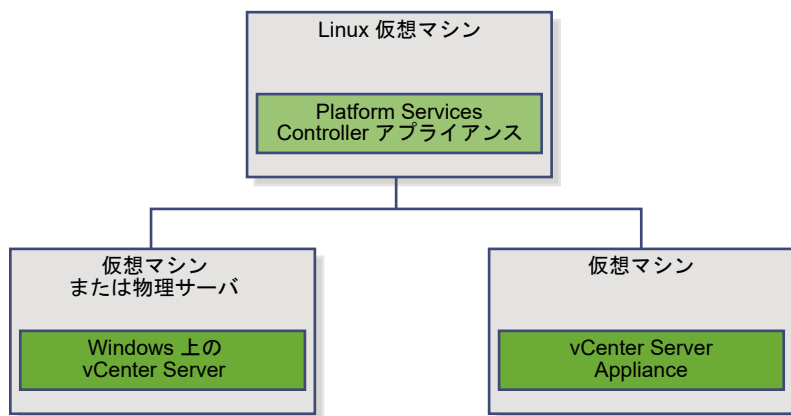 Linux 仮想マシン
Platform Services
Controller アプライアンス
仮想マシン
または物理サーバ
Windows 上の
vCenter Server
仮想マシン
vCenter Server
Appliance